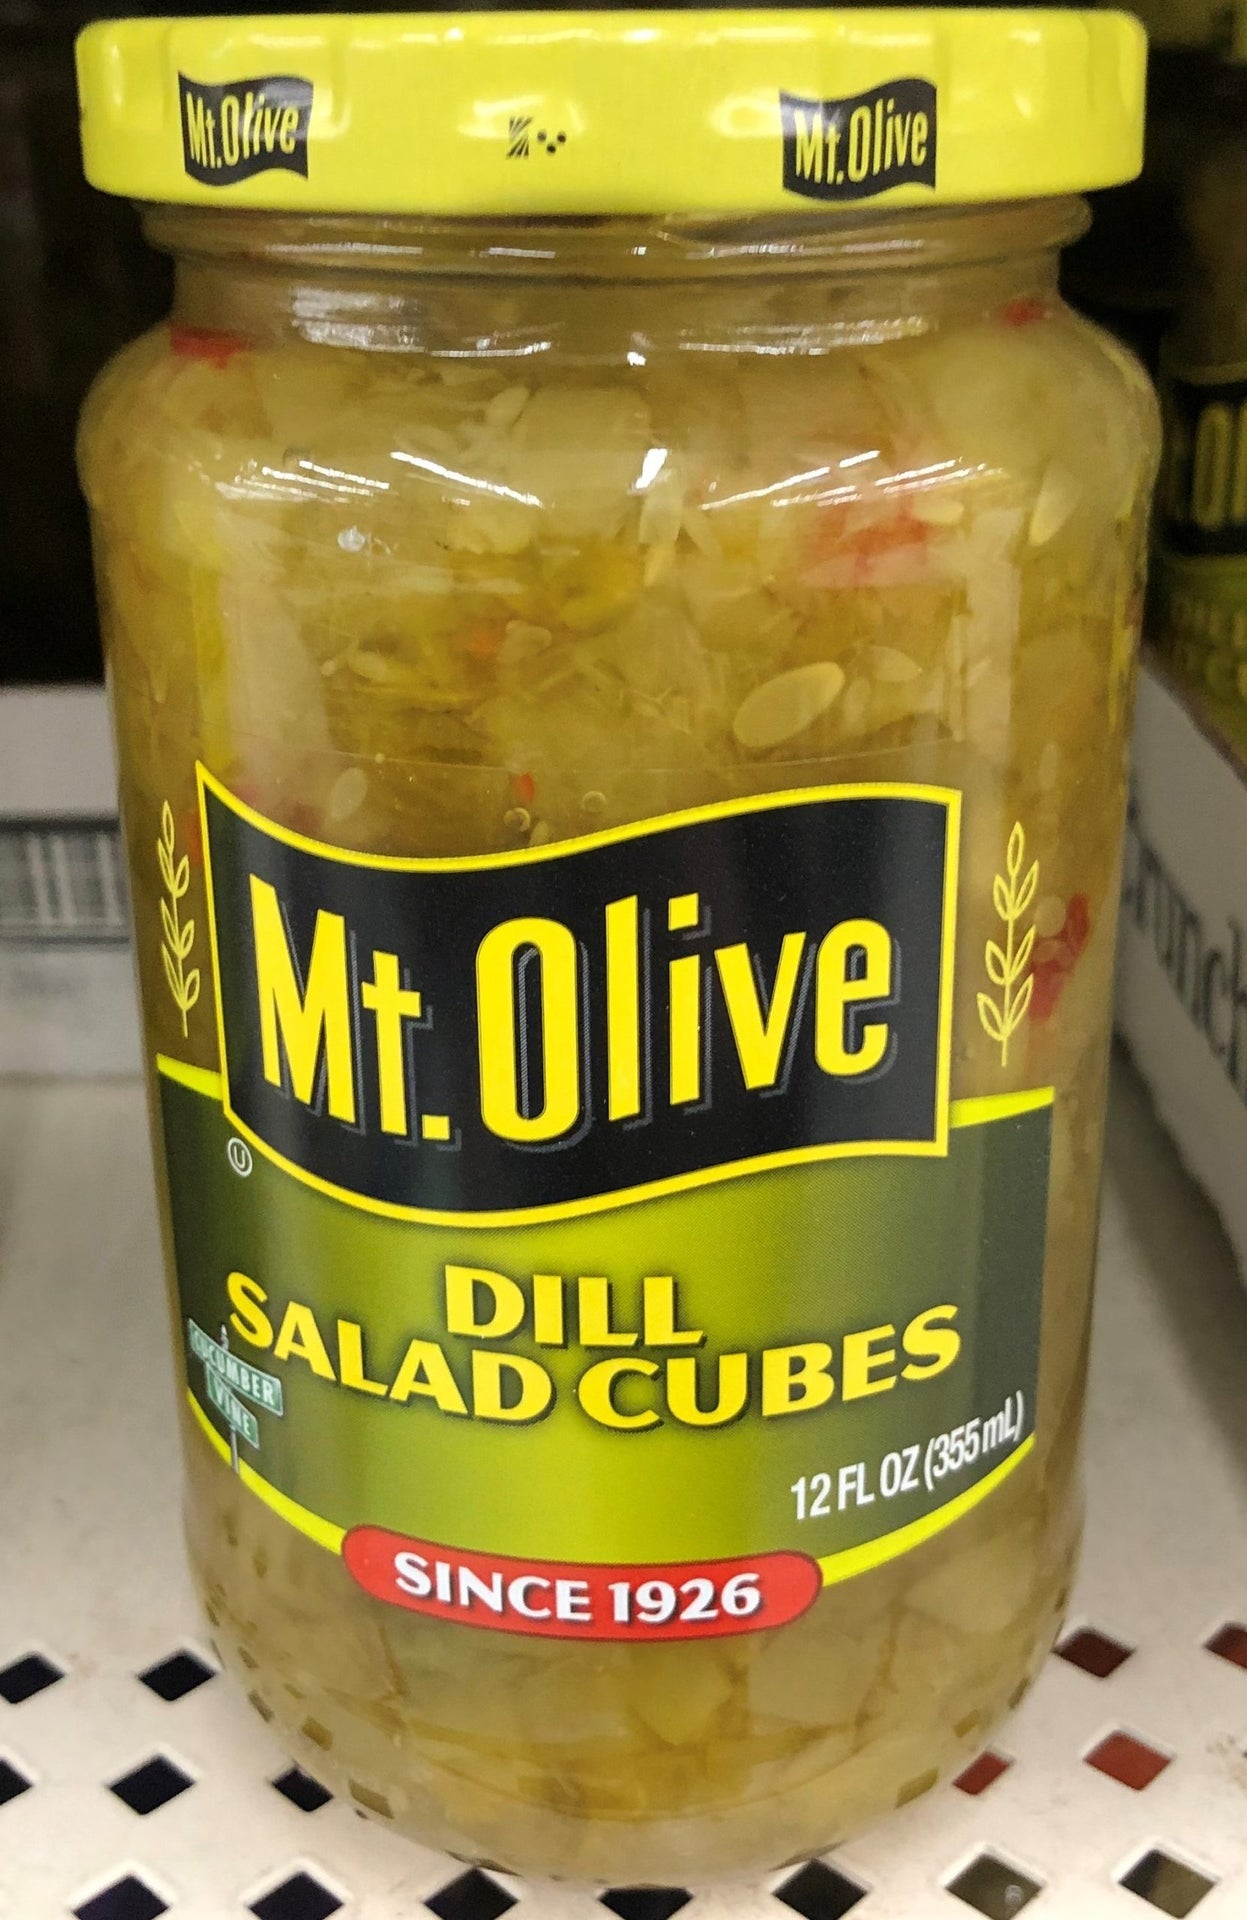 Mt.Olive
Mt.Olive
Mt. Olive
U
DILL
SALAD CUBES
CUCUMBER
VINE
12 FL OZ (355 mL)
SINCE 1926